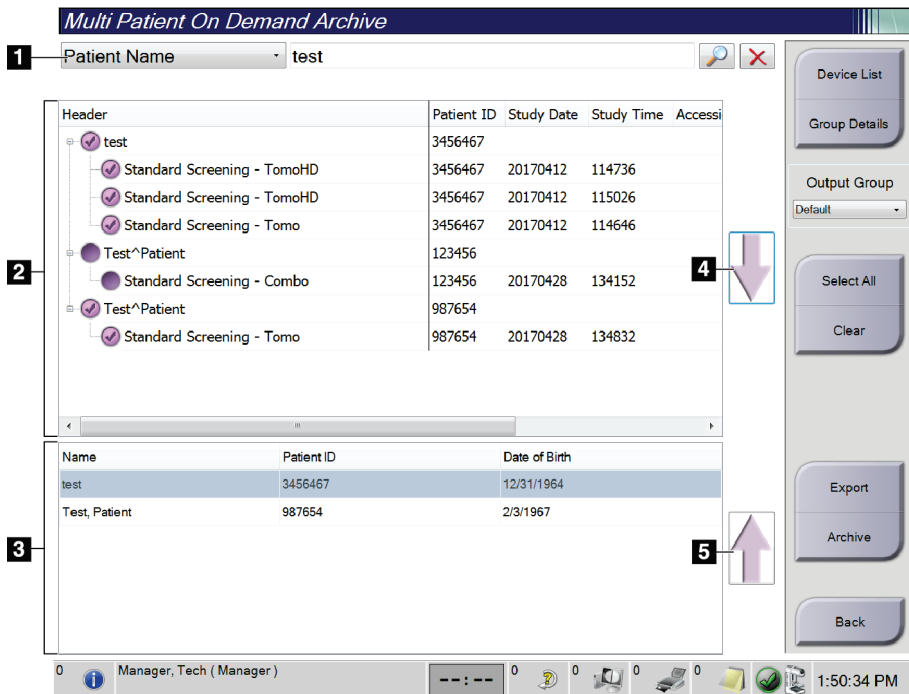 Multi Patient On Demand Archive
1 Patient Name test
Device List
Group Details
Output Group
Default
Select All
Clear
Export
Archive
Back
2
Header Patient ID Study Date Study Time Accessi
test 3456467
Standard Screening - TomoHD 3456467 20170412 114736
Standard Screening - TomoHD 3456467 20170412 115026
Standard Screening - Tomo 3456467 20170412 114646
Test^Patient 123456
Standard Screening - Combo 123456 20170428 134152
Test^Patient 987654
Standard Screening - Tomo 987654 20170428 134832
4
3
Name Patient ID Date of Birth
test 3456467 12/31/1964
Test, Patient 987654 2/3/1967
5
0 i Manager, Tech ( Manager ) --:-- 0 ? 0 0 0 1:50:34 PM